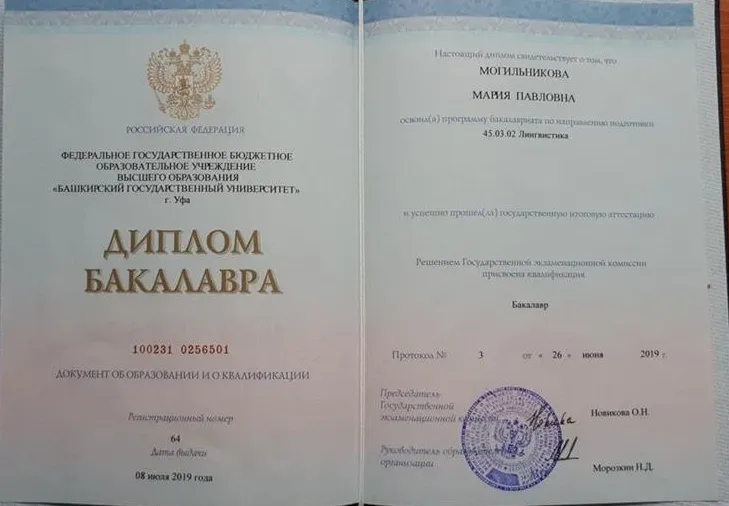 РОССИЙСКАЯ ФЕДЕРАЦИЯ
ФЕДЕРАЛЬНОЕ ГОСУДАРСТВЕННОЕ БЮДЖЕТНОЕ
ОБРАЗОВАТЕЛЬНОЕ УЧРЕЖДЕНИЕ
ВЫСШЕГО ОБРАЗОВАНИЯ
«БАШКИРСКИЙ ГОСУДАРСТВЕННЫЙ УНИВЕРСИТЕТ»
г. Уфа
ДИПЛОМ
БАКАЛАВРА
100231 0256501
ДОКУМЕНТ ОБ ОБРАЗОВАНИИ И О КВАЛИФИКАЦИИ
Регистрационный номер
64
Дата выдачи
08 июля 2019 года
Настоящий диплом свидетельствует о том, что
МОГИЛЬНИКОВА
МАРИЯ ПАВЛОВНА
освоил(а) программу бакалавриата по направлению подготовки
45.03.02 Лингвистика
и успешно прошел(ла) государственную итоговую аттестацию
Решением Государственной экзаменационной комиссии
присвоена квалификация
Бакалавр
Протокол № 3 от « 26 » июня 2019 г.
Председатель
Государственной
экзаменационной комиссии
Новикова О.Н.
Руководитель образовательной
организации
Морозкин Н.Д.